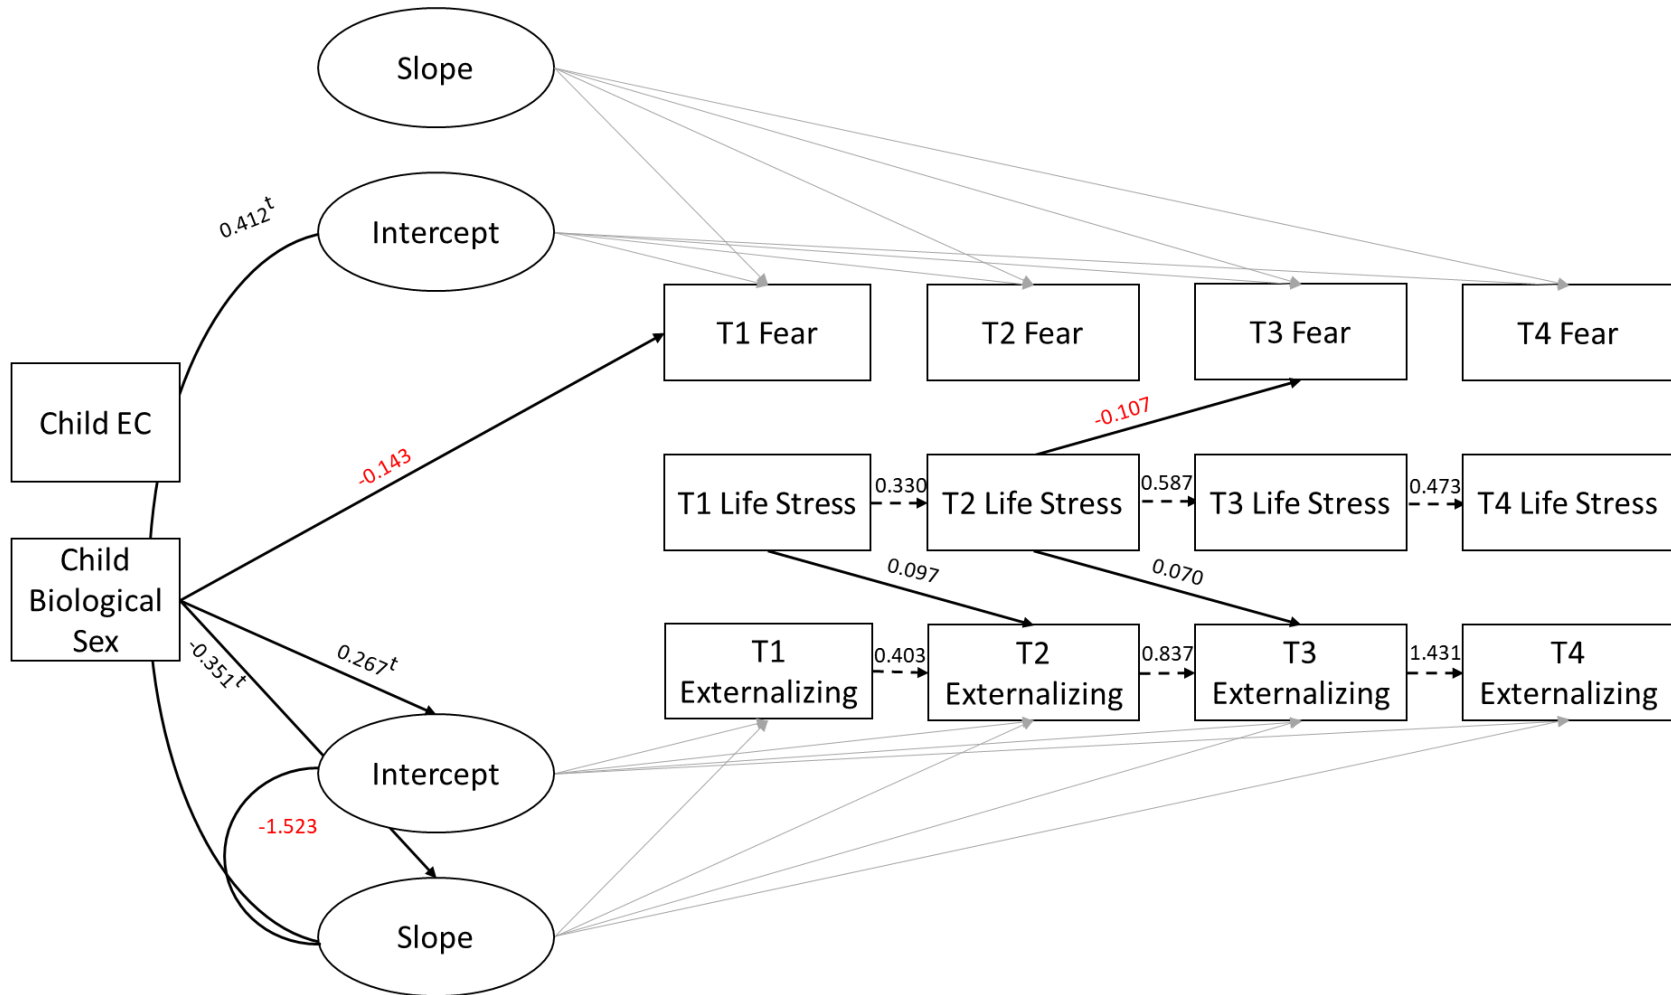 Slope
0.412t
Intercept
T1 Fear
T2 Fear
T3 Fear
T4 Fear
Child EC
-0.143
-0.107
T1 Life Stress
0.330
T2 Life Stress
0.587
T3 Life Stress
0.473
T4 Life Stress
Child
Biological
Sex
0.097
0.070
-0.351t
0.267t
T1
Externalizing
0.403
T2
Externalizing
0.837
T3
Externalizing
1.431
T4
Externalizing
Intercept
-1.523
Slope